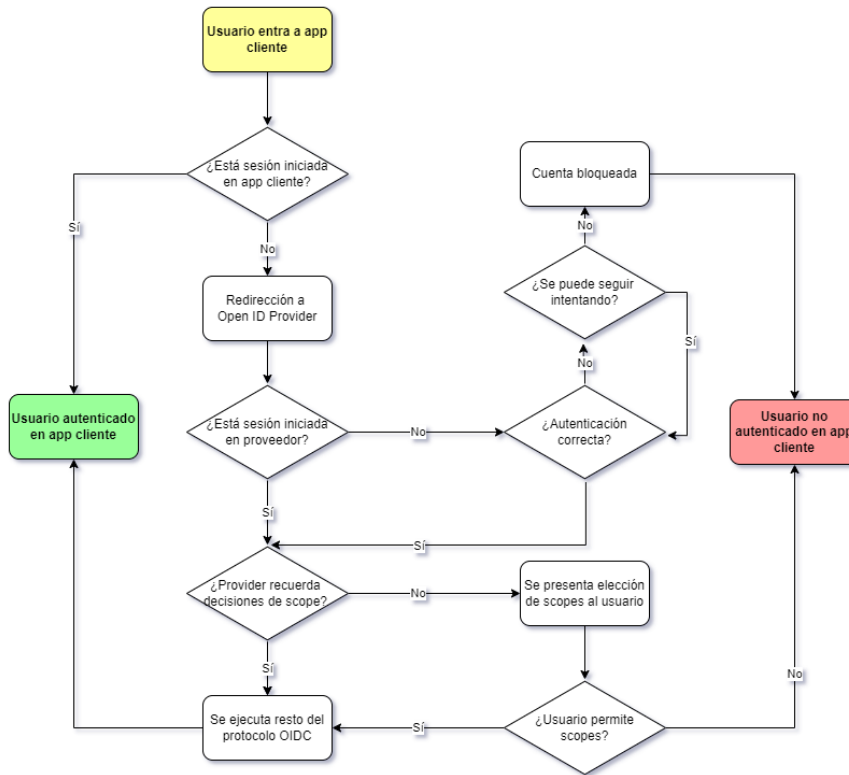 Usuario entra a app
cliente
¿Está sesión iniciada
en app cliente?
Sí
No
Redirección a
Open ID Provider
Cuenta bloqueada
No
¿Se puede seguir
intentando?
Sí
No
Usuario autenticado
en app cliente
¿Está sesión iniciada
en proveedor?
No
¿Autenticación
correcta?
Usuario no
autenticado en app
cliente
Sí
Sí
¿Provider recuerda
decisiones de scope?
No
Se presenta elección
de scopes al usuario
Sí
No
Se ejecuta resto del
protocolo OIDC
Sí
¿Usuario permite
scopes?